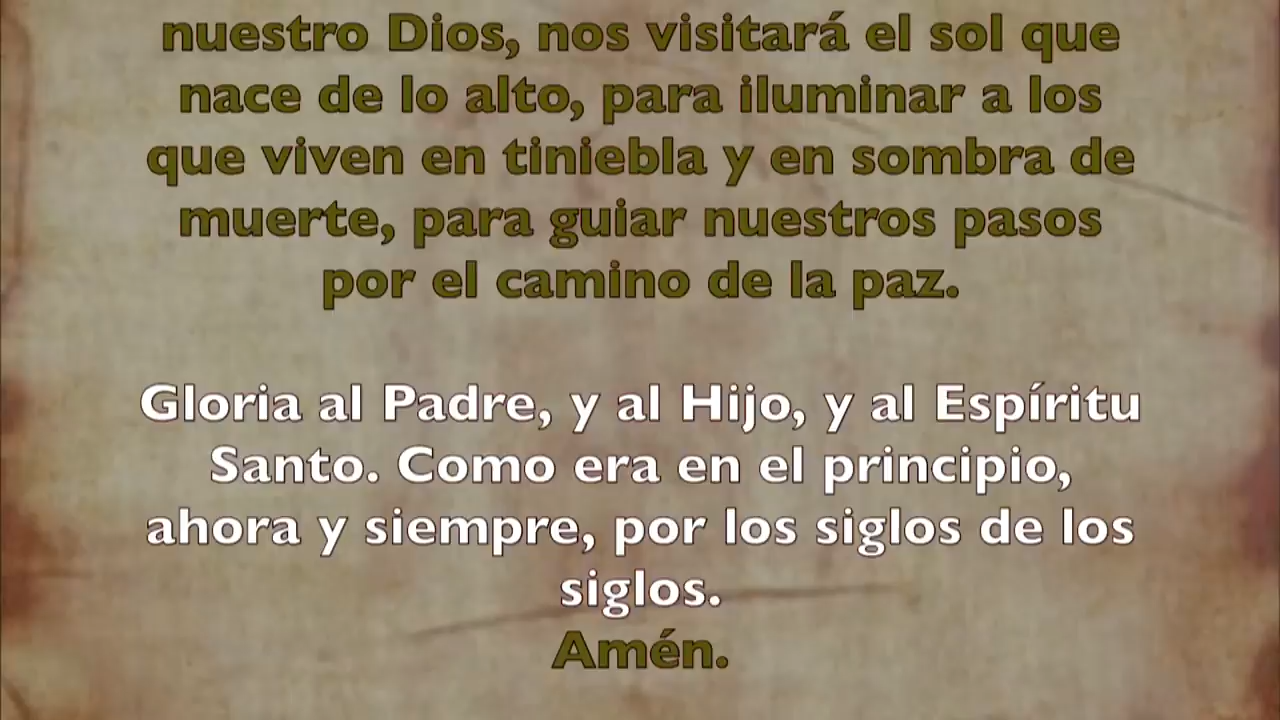 nuestro Dios, nos visitará el sol que
nace de lo alto, para iluminar a los
que viven en tiniebla y en sombra de
muerte, para guiar nuestros pasos
por el camino de la paz.
Gloria al Padre, y al Hijo, y al Espíritu
Santo. Como era en el principio,
ahora y siempre, por los siglos de los
siglos.
Amén.